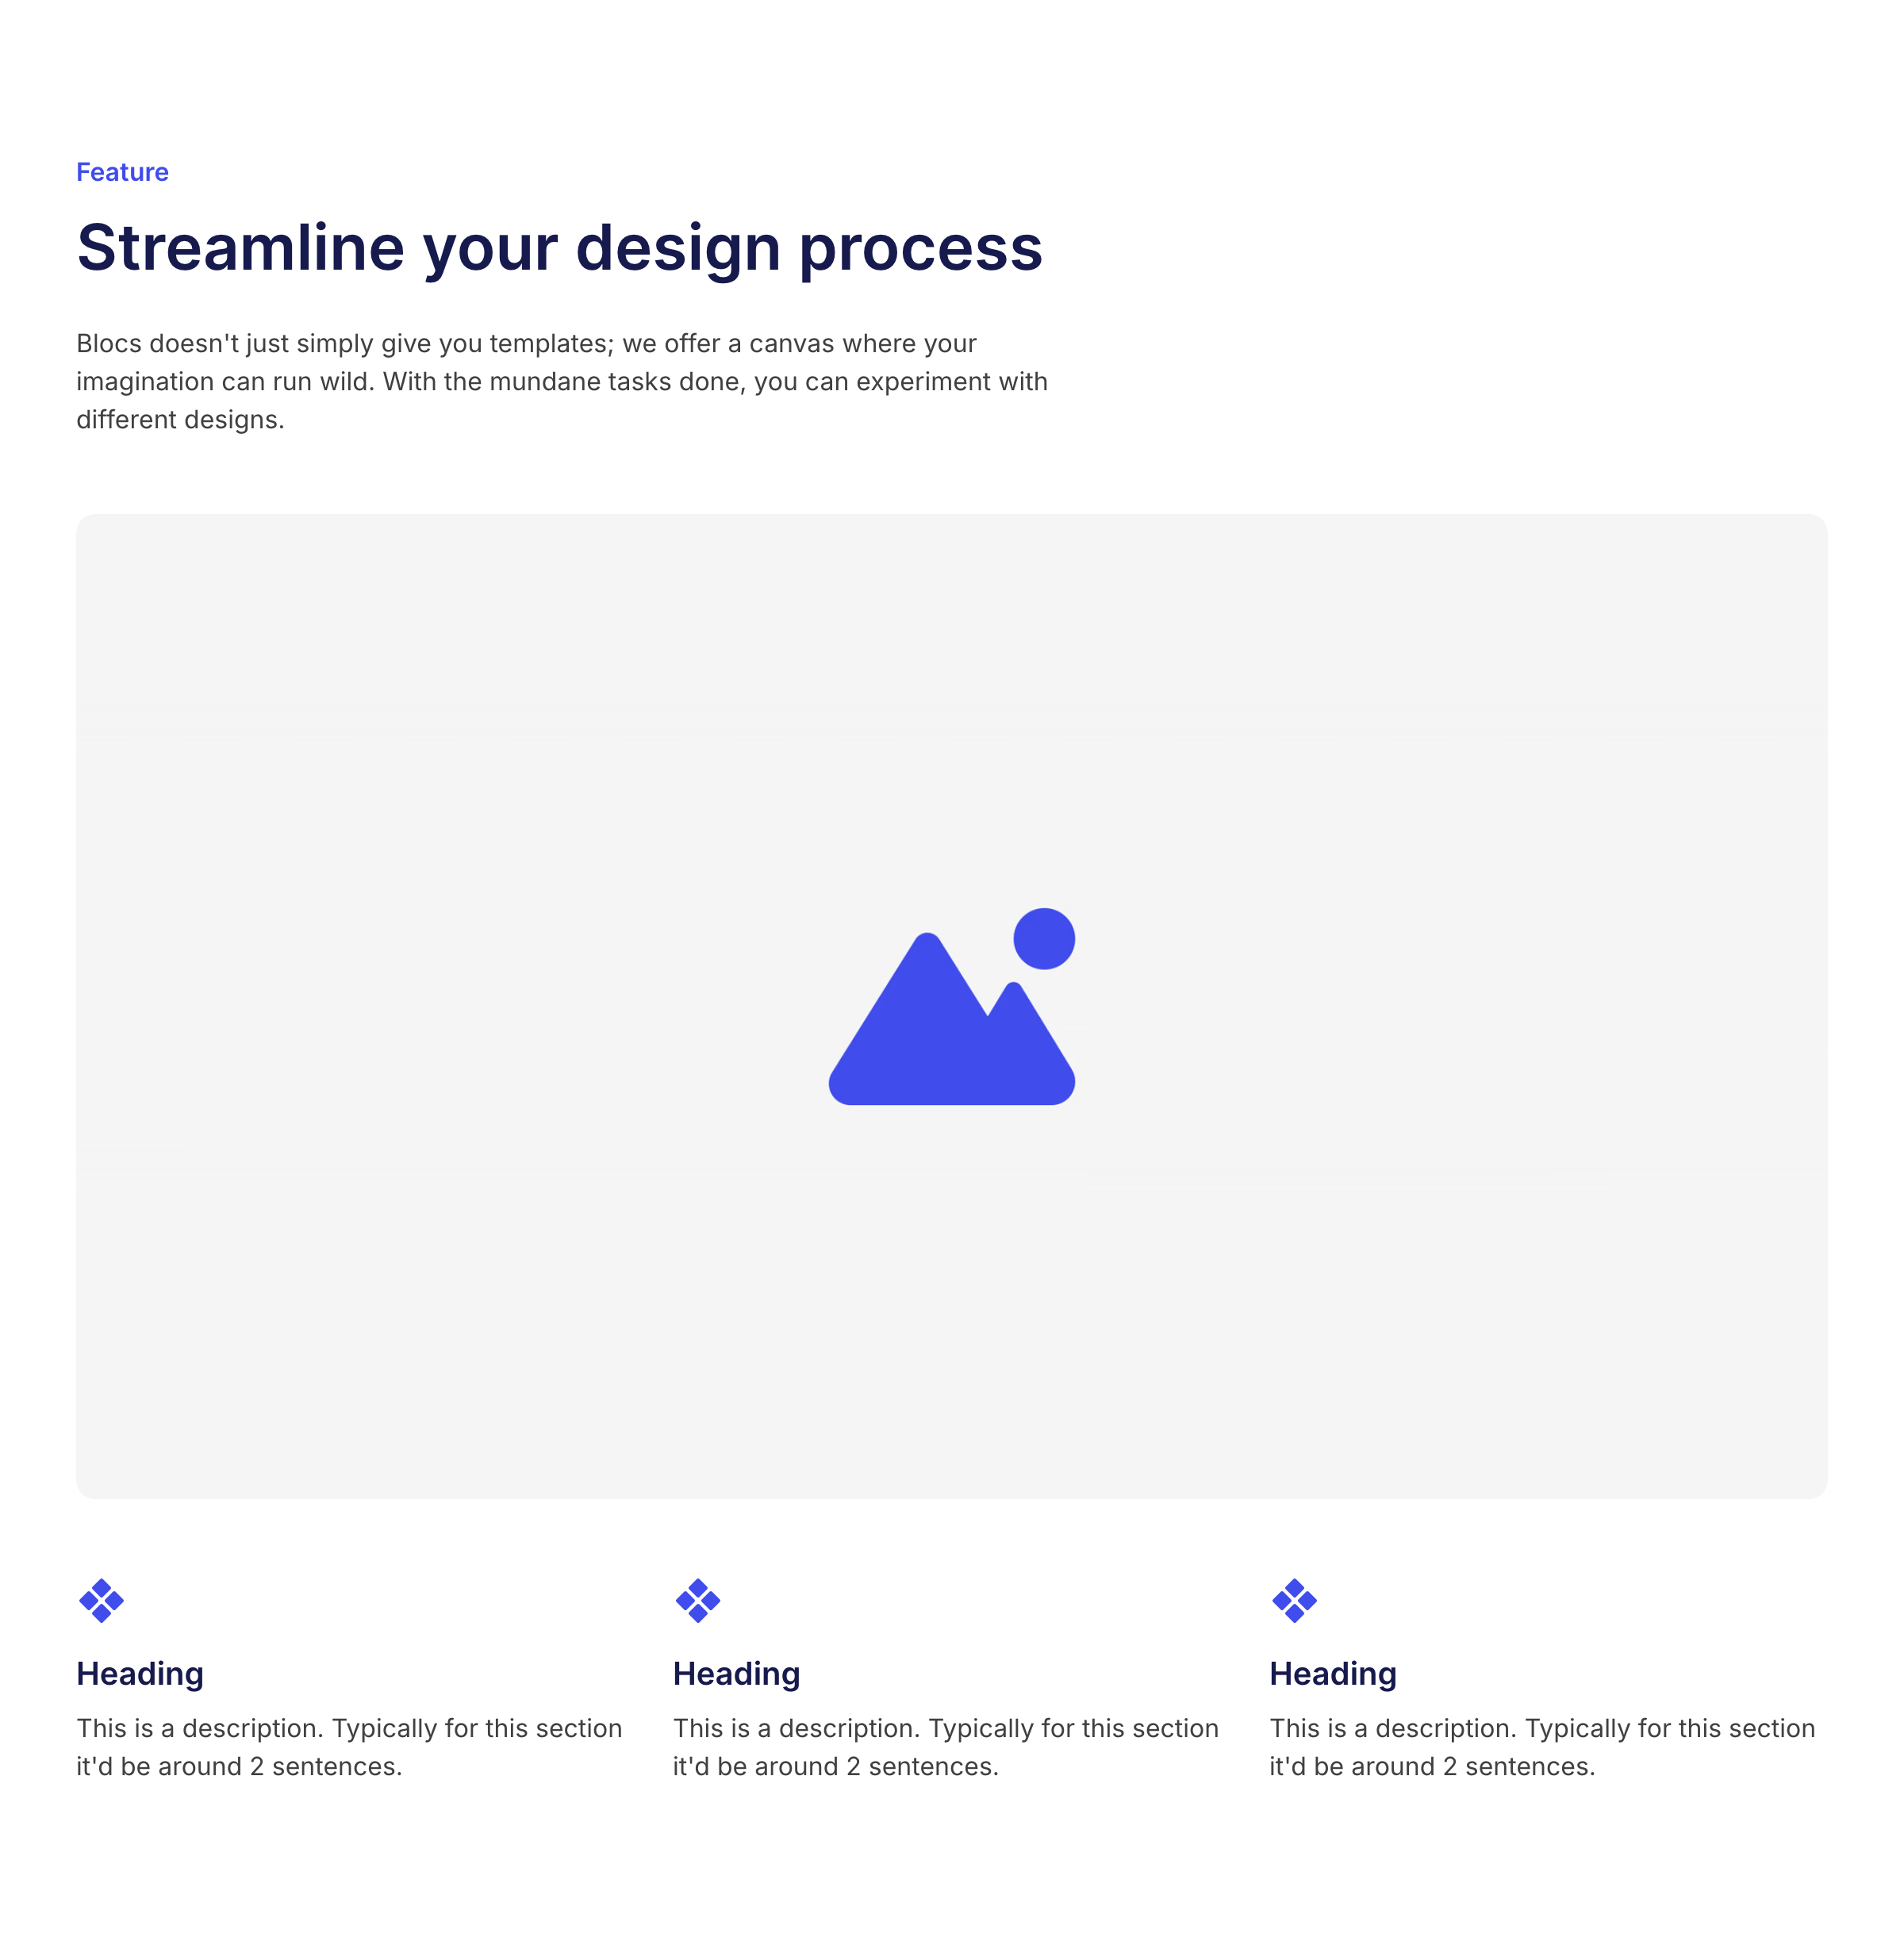 Feature
Streamline your design process
Blocs doesn't just simply give you templates; we offer a canvas where your
imagination can run wild. With the mundane tasks done, you can experiment with
different designs.
Heading
This is a description. Typically for this section
it'd be around 2 sentences.
Heading
This is a description. Typically for this section
it'd be around 2 sentences.
Heading
This is a description. Typically for this section
it'd be around 2 sentences.